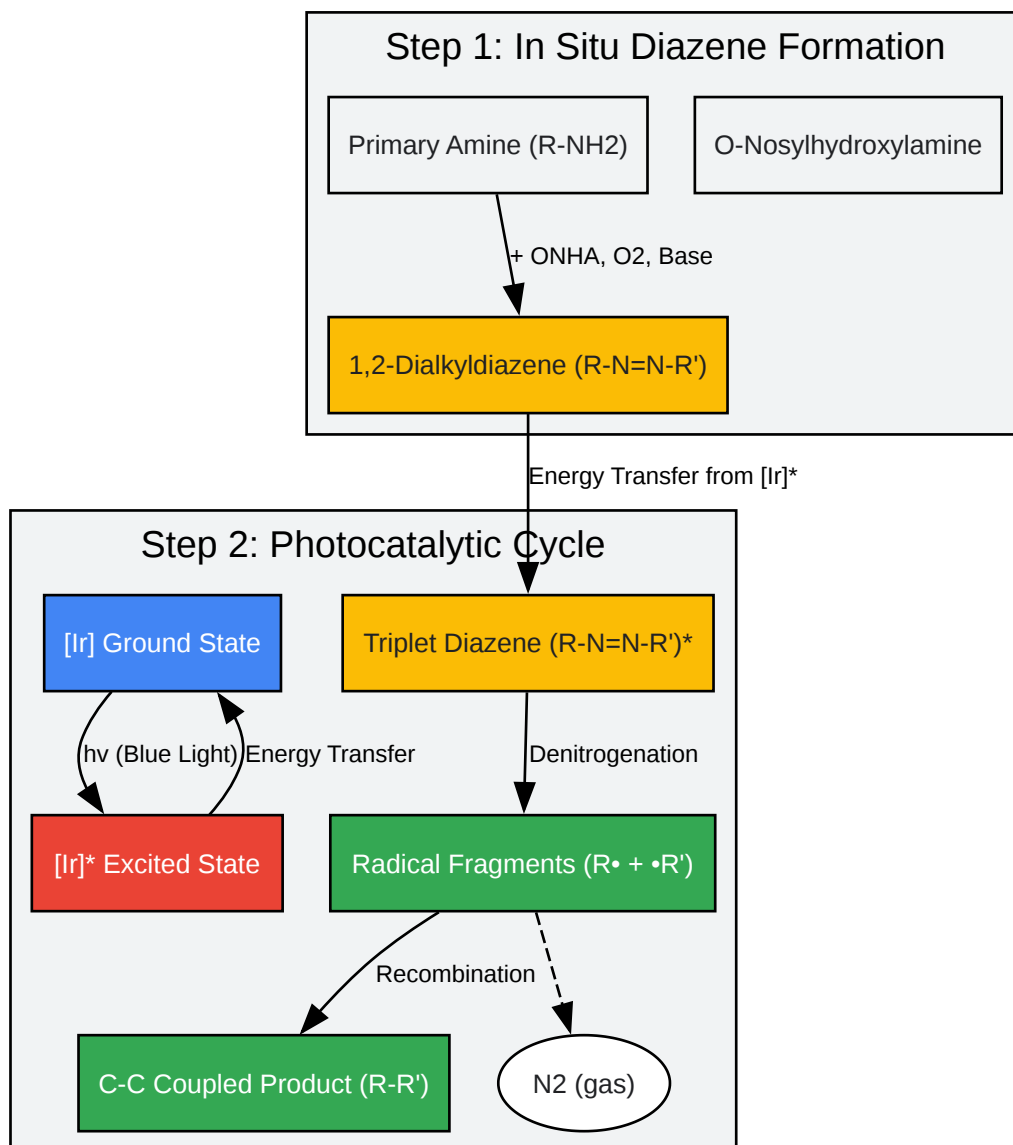 Step 1: In Situ Diazene Formation
Primary Amine (R-NH2)
O-Nosylhydroxylamine
+ ONHA, O2, Base
1,2-Dialkyldiazene (R-N=N-R')
Energy Transfer from [Ir]*
Step 2: Photocatalytic Cycle
[Ir] Ground State
Triplet Diazene (R-N=N-R')*
hv (Blue Light)
Energy Transfer
Denitrogenation
[Ir]* Excited State
Radical Fragments (R• + •R')
Recombination
C-C Coupled Product (R-R')
N2 (gas)